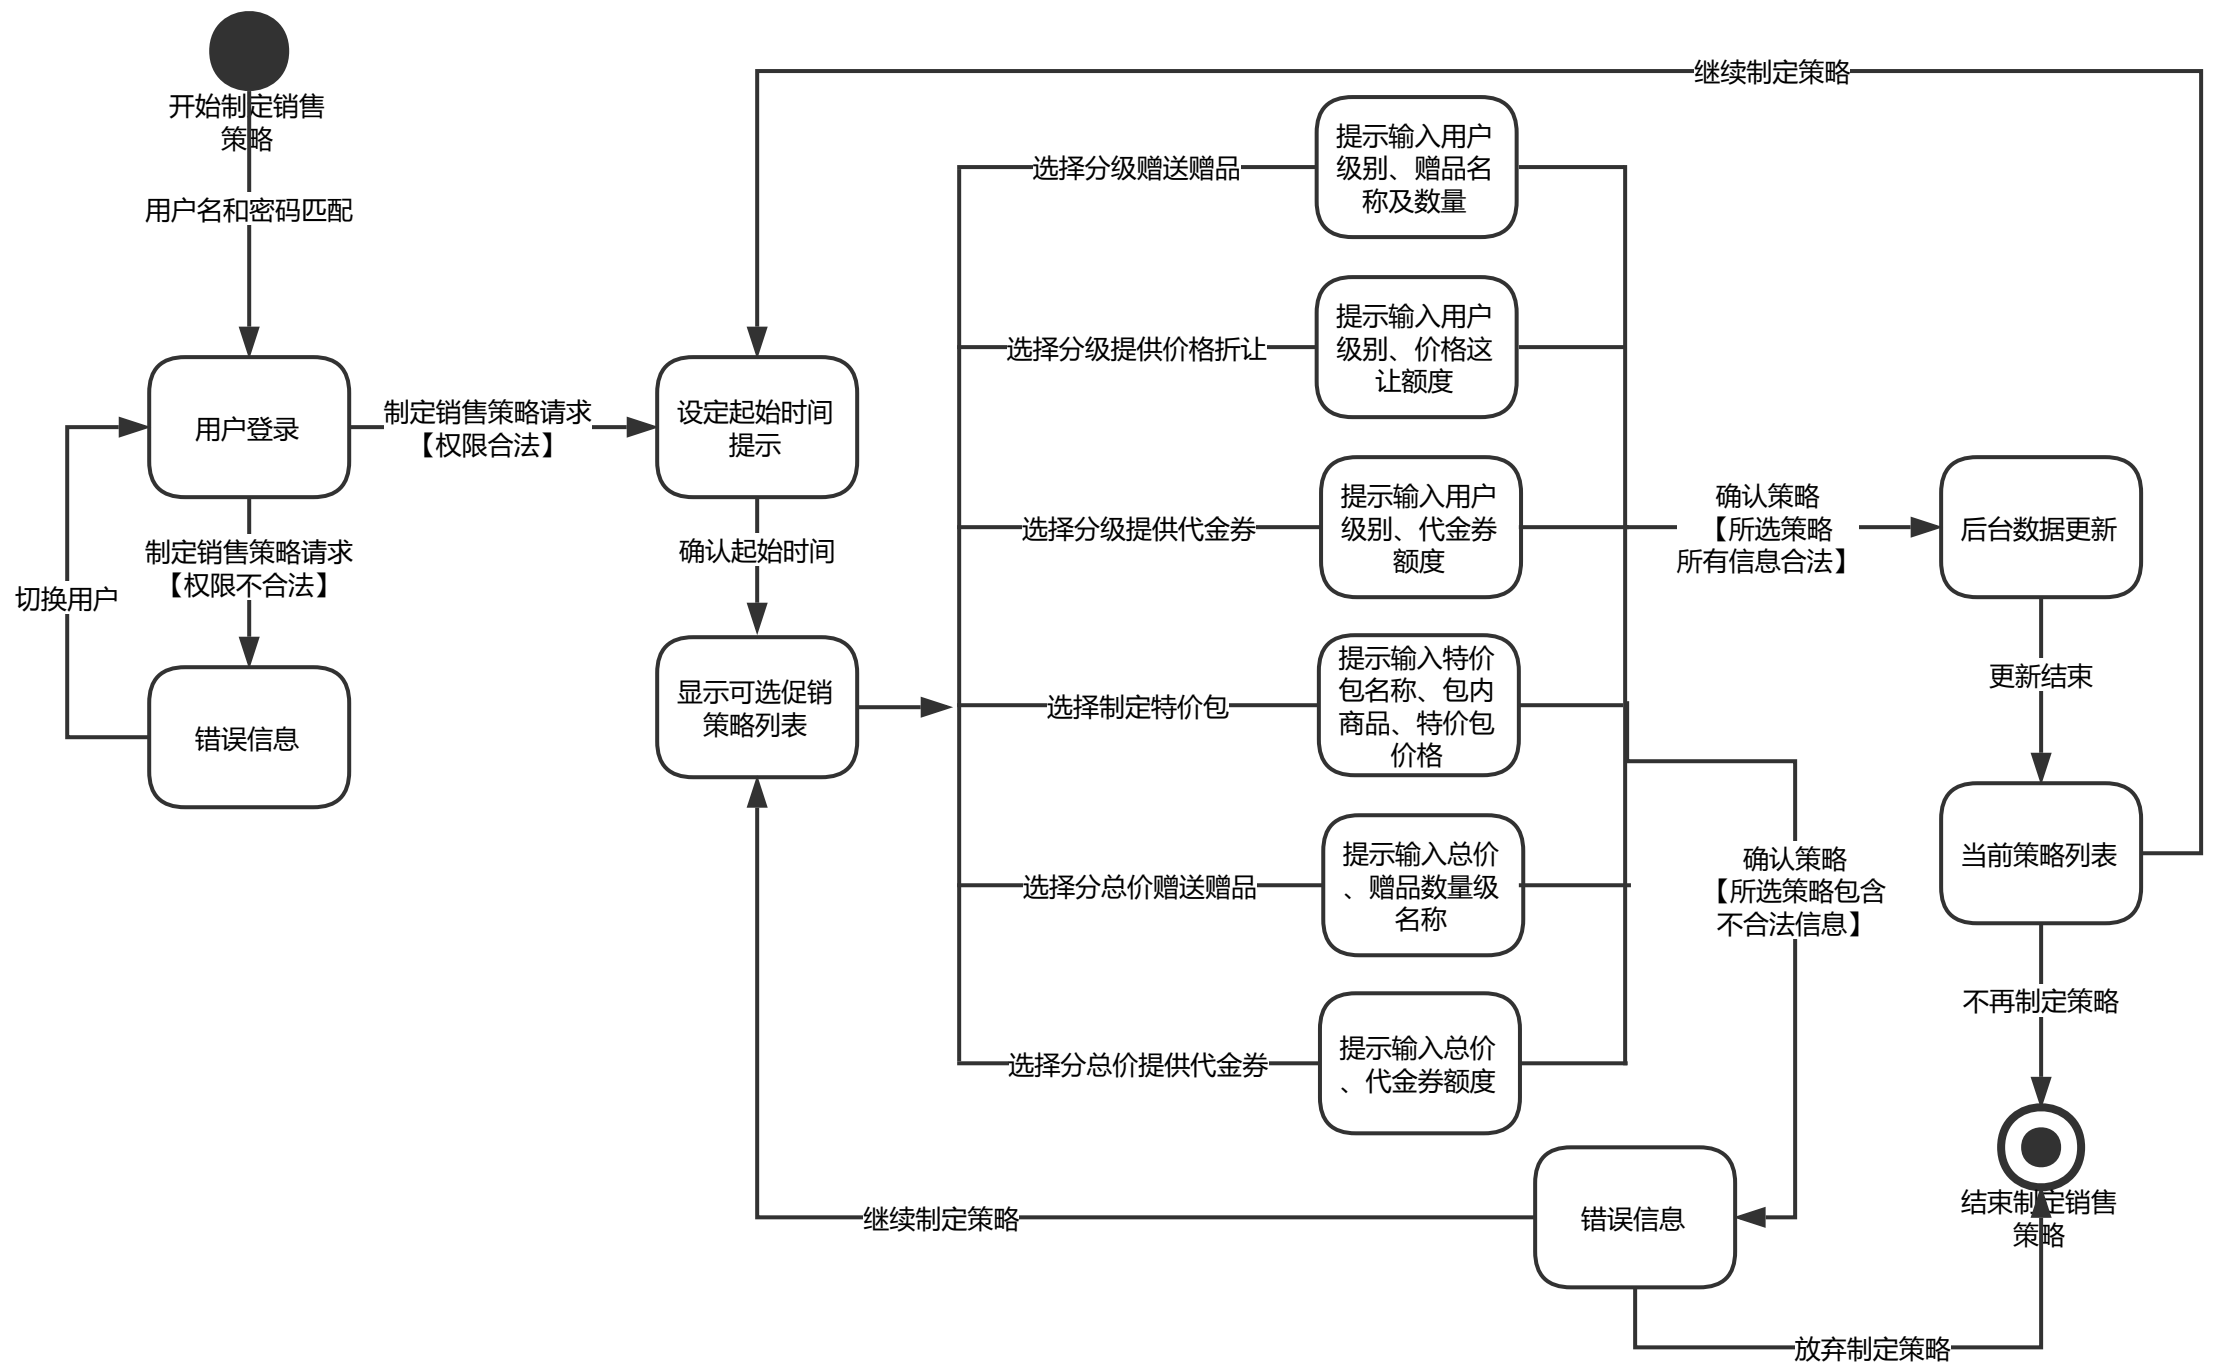 开始制定销售
策略
用户名和密码匹配
用户登录
制定销售策略请求
【权限合法】
制定销售策略请求
【权限不合法】
切换用户
错误信息
继续制定策略
设定起始时间
提示
确认起始时间
显示可选促销
策略列表
选择分级赠送赠品
提示输入用户
级别、赠品名
称及数量
选择分级提供价格折让
提示输入用户
级别、价格这
让额度
选择分级提供代金券
提示输入用户
级别、代金券
额度
选择制定特价包
提示输入特价
包名称、包内
商品、特价包
价格
选择分总价赠送赠品
提示输入总价
、赠品数量级
名称
选择分总价提供代金券
提示输入总价
、代金券额度
确认策略
【所选策略
所有信息合法】
后台数据更新
更新结束
当前策略列表
确认策略
【所选策略包含
不合法信息】
不再制定策略
结束制定销售
策略
错误信息
继续制定策略
放弃制定策略